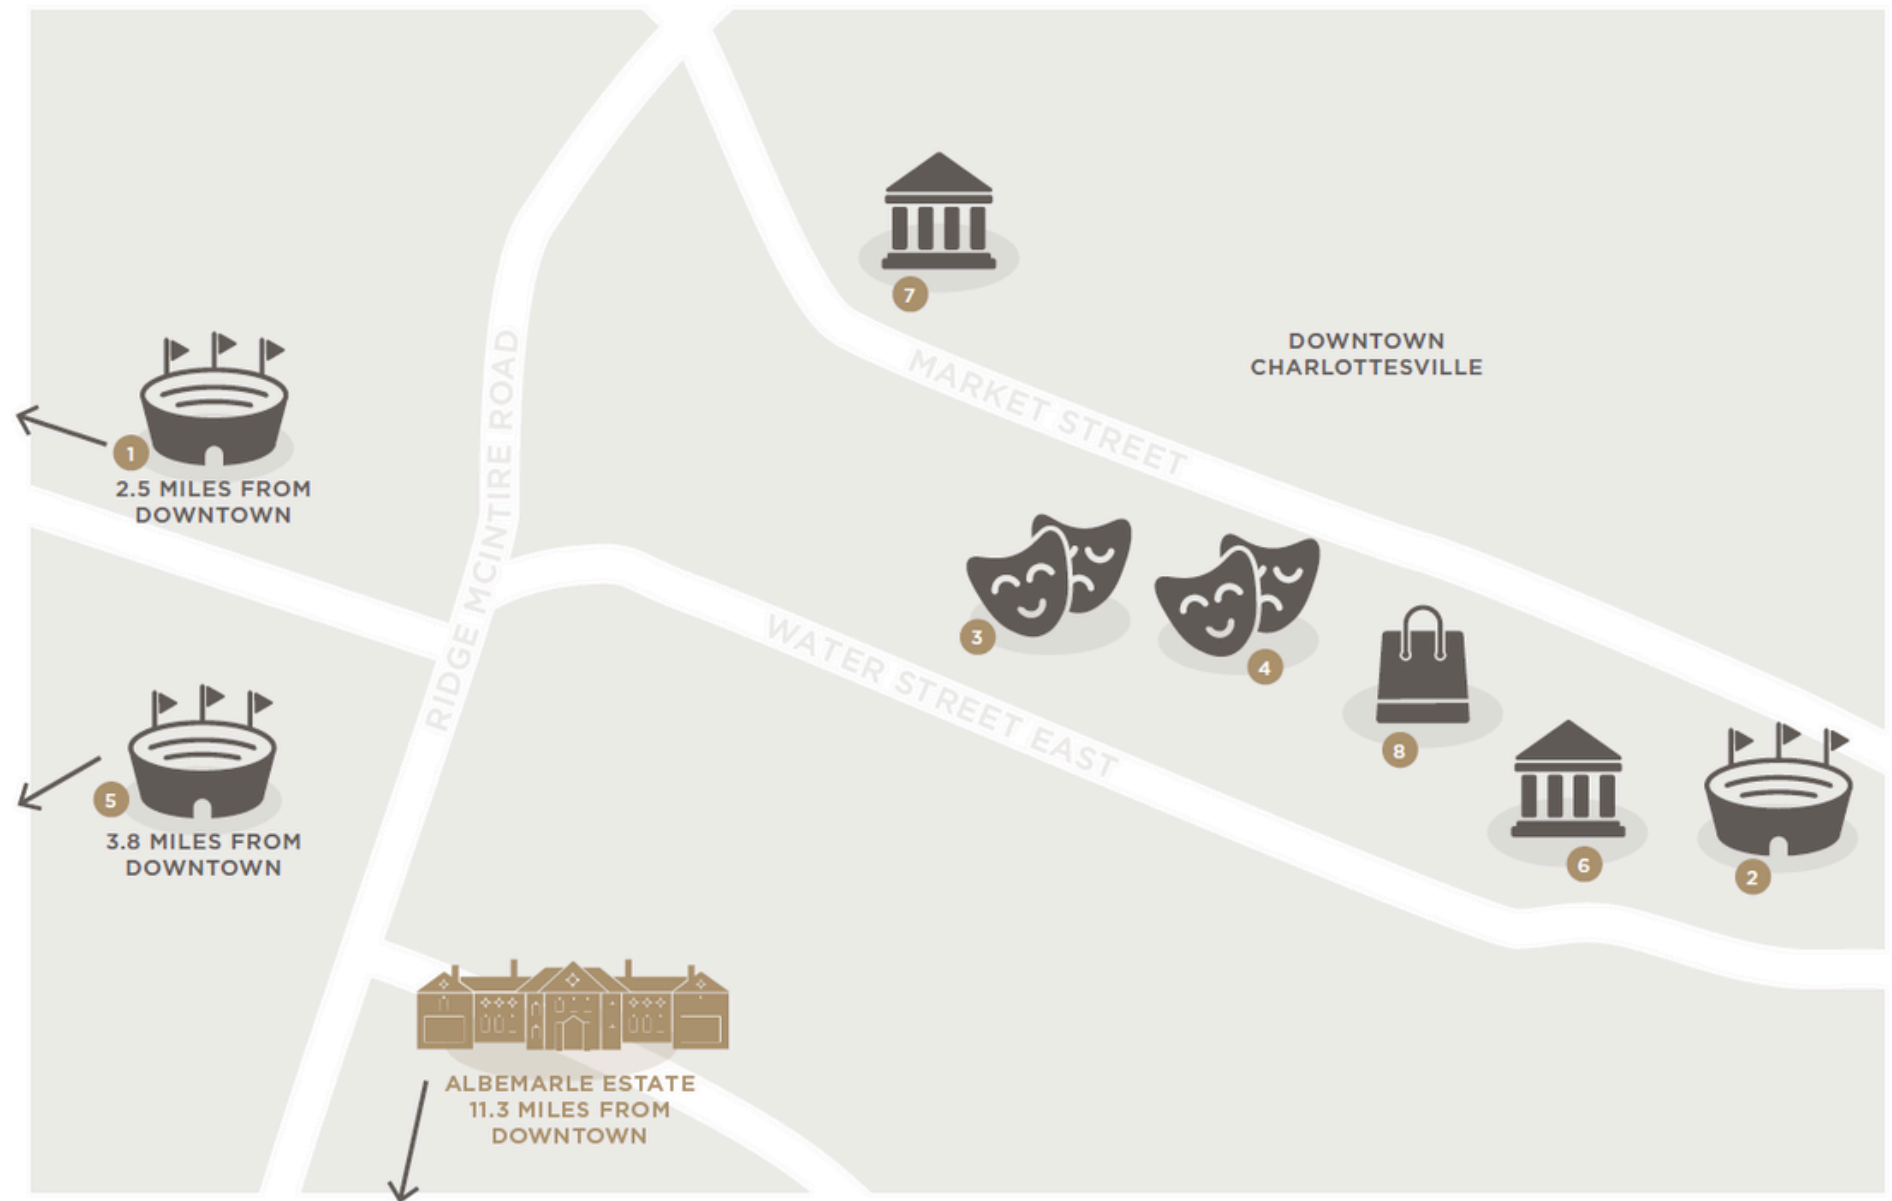 7
DOWNTOWN
CHARLOTTESVILLE
RIDGE MCINTIRE ROAD
MARKET STREET
1
2.5 MILES FROM
DOWNTOWN
3
4
WATER STREET EAST
8
5
3.8 MILES FROM
DOWNTOWN
6
2
ALBEMARLE ESTATE
11.3 MILES FROM
DOWNTOWN